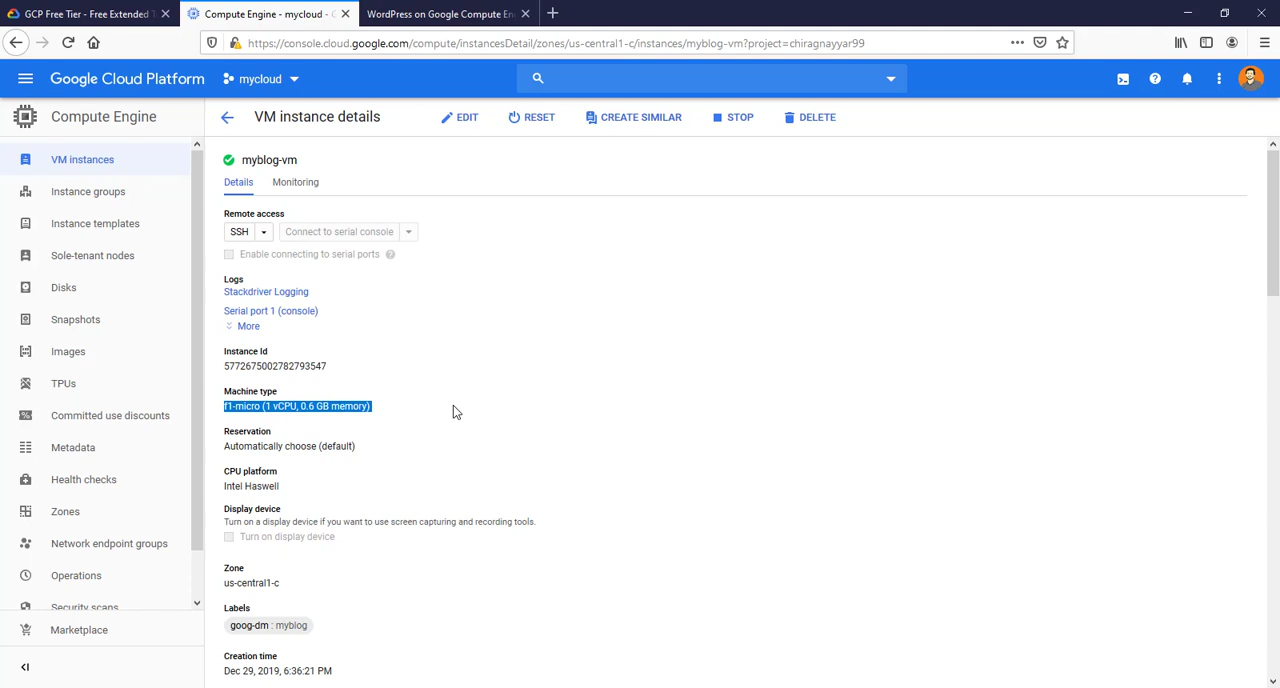 GCP Free Tier - Free Extended T
Compute Engine - mycloud - G
WordPress on Google Compute En
https://console.cloud.google.com/compute/instancesDetail/zones/us-central1-c/instances/myblog-vm?project=chiragnayyar99
Google Cloud Platform
mycloud
Compute Engine
VM instance details
EDIT
RESET
CREATE SIMILAR
STOP
DELETE
VM instances
Instance groups
Instance templates
Sole-tenant nodes
Disks
Snapshots
Images
TPUs
Committed use discounts
Metadata
Health checks
Zones
Network endpoint groups
Operations
Security scans
Marketplace
myblog-vm
Details
Monitoring
Remote access
SSH
Connect to serial console
Enable connecting to serial ports
Logs
Stackdriver Logging
Serial port 1 (console)
More
Instance Id
5772675002782793547
Machine type
f1-micro (1 vCPU, 0.6 GB memory)
Reservation
Automatically choose (default)
CPU platform
Intel Haswell
Display device
Turn on a display device if you want to use screen capturing and recording tools.
Turn on display device
Zone
us-central1-c
Labels
goog-dm : myblog
Creation time
Dec 29, 2019, 6:36:21 PM